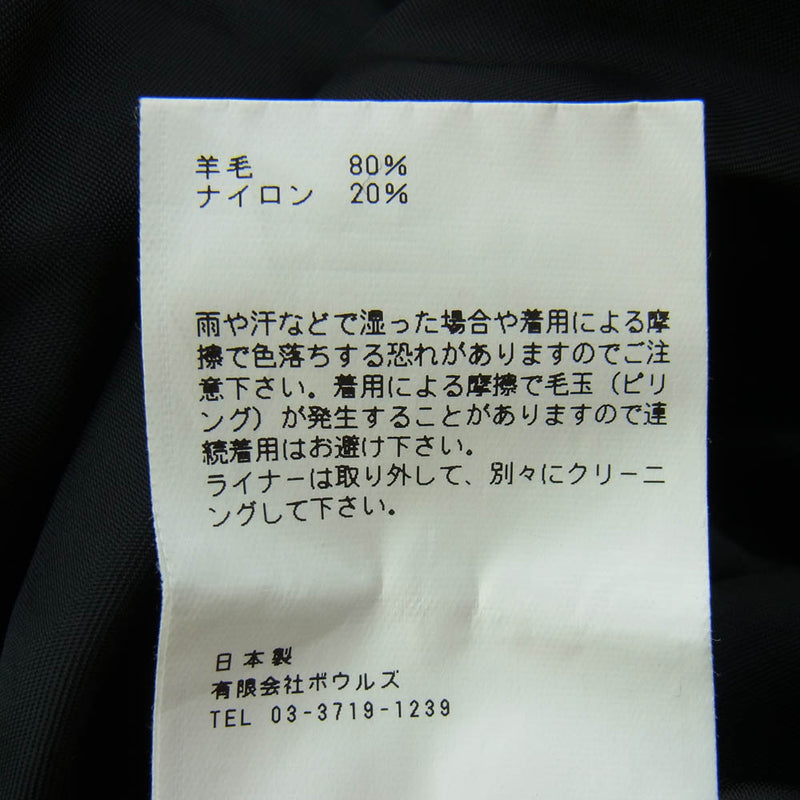 羊毛 80%
ナイロン 20%
雨や汗などで湿った場合や着用による摩
擦で色落ちする恐れがありますのでご注
意下さい。着用による摩擦で毛玉（ピリ
ング）が発生することがありますので連
続着用はお避け下さい。
ライナーは取り外して、別々にクリーニ
ングして下さい。
日本製
有限会社ボウルズ
TEL 03-3719-1239